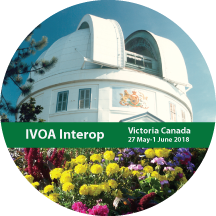 IVOA Interop
Victoria Canada
27 May-1 June 2018